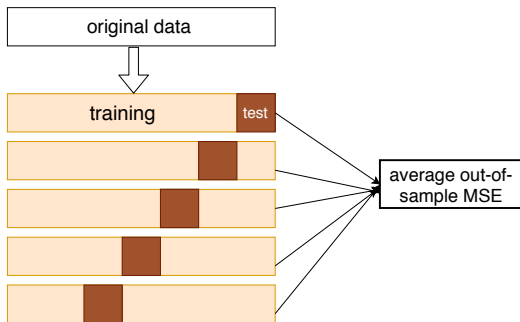 original data
training
test
average out-of-
sample MSE